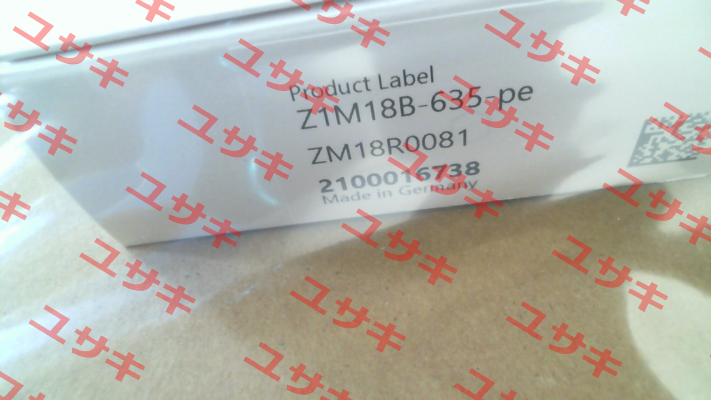 Product Label
Z1M18B-635-pe
ZM18R0081
2100016738
Made in Germany
ユサキ